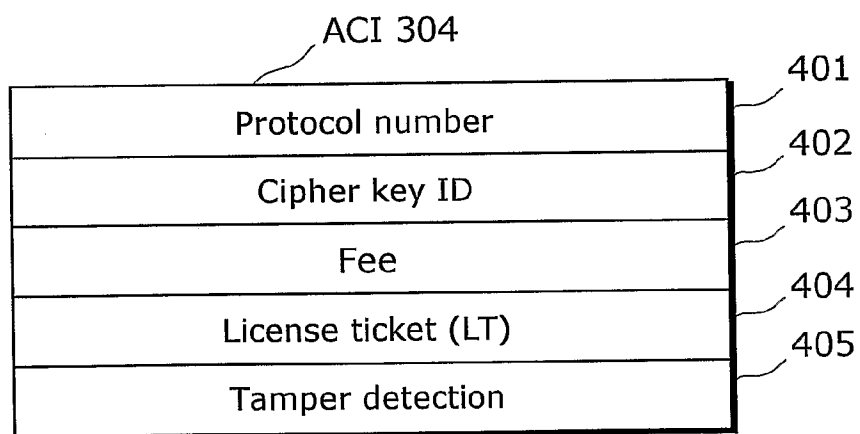 ACI 304
Protocol number
401
Cipher key ID
402
Fee
403
License ticket (LT)
404
Tamper detection
405